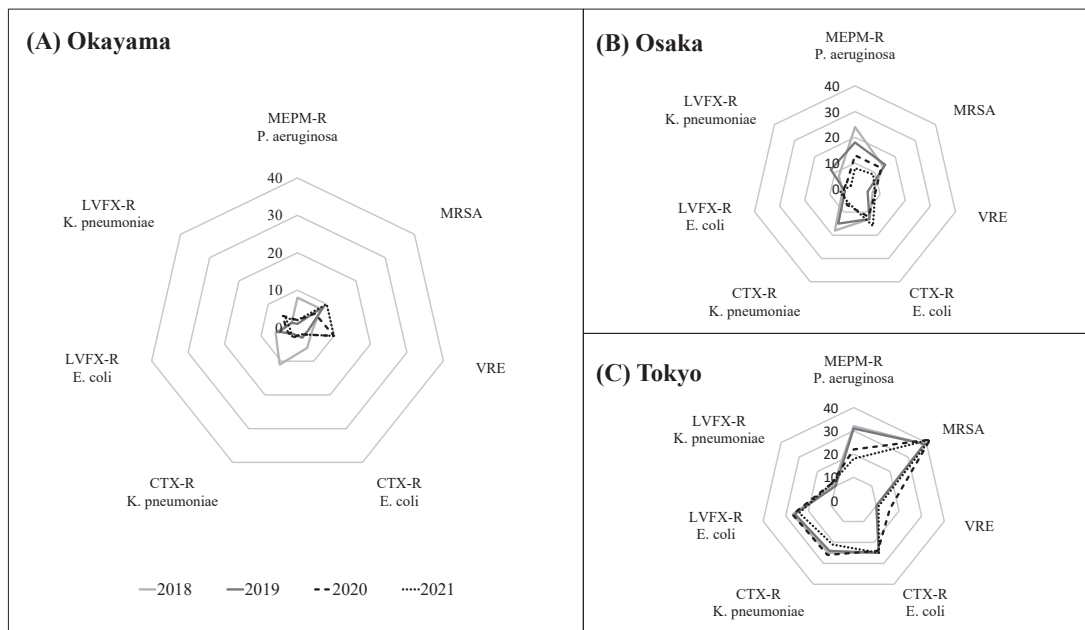 (A) Okayama
MEPM-R
P. aeruginosa
LVFX-R
K. pneumoniae
MRSA
40
30
20
10
0
LVFX-R
E. coli
VRE
CTX-R
K. pneumoniae
CTX-R
E. coli
2018
2019
2020
2021
(B) Osaka
MEPM-R
P. aeruginosa
LVFX-R
K. pneumoniae
MRSA
40
30
20
10
0
LVFX-R
E. coli
VRE
CTX-R
K. pneumoniae
CTX-R
E. coli
(C) Tokyo
MEPM-R
P. aeruginosa
LVFX-R
K. pneumoniae
MRSA
40
30
20
10
0
LVFX-R
E. coli
VRE
CTX-R
K. pneumoniae
CTX-R
E. coli